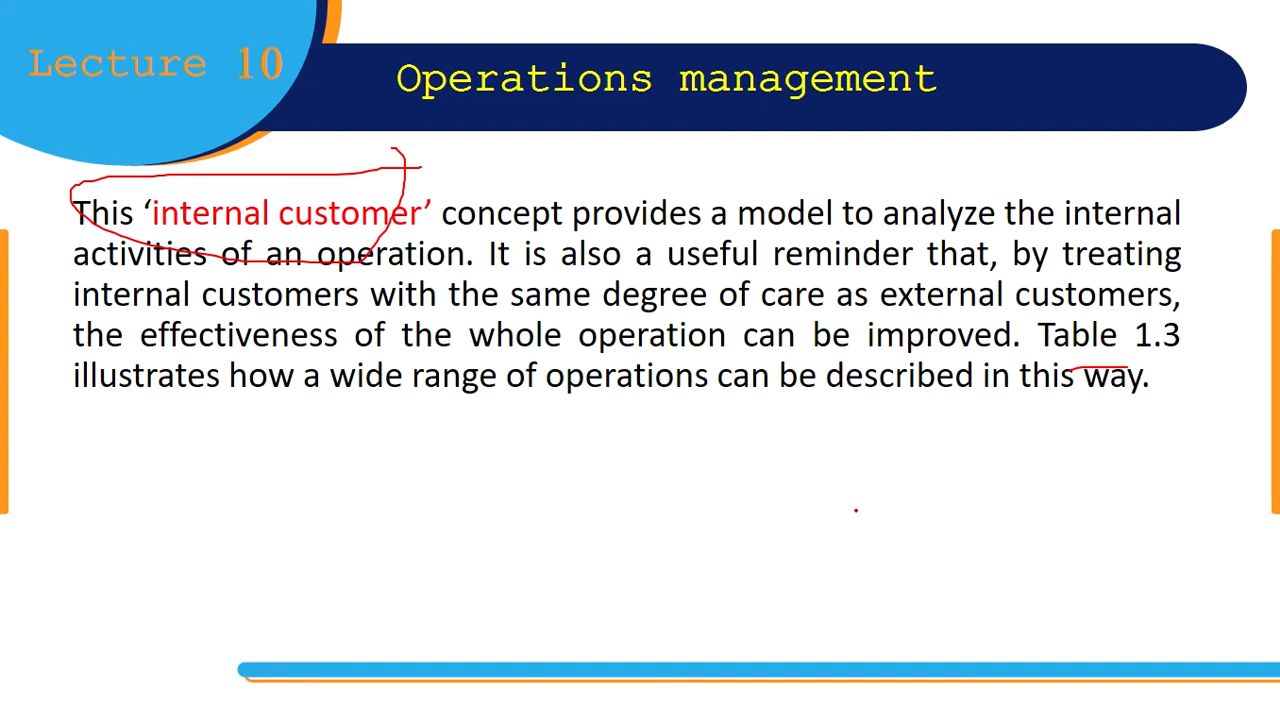 Lecture 10
Operations management
This ‘internal customer’ concept provides a model to analyze the internal
activities of an operation. It is also a useful reminder that, by treating
internal customers with the same degree of care as external customers,
the effectiveness of the whole operation can be improved. Table 1.3
illustrates how a wide range of operations can be described in this way.